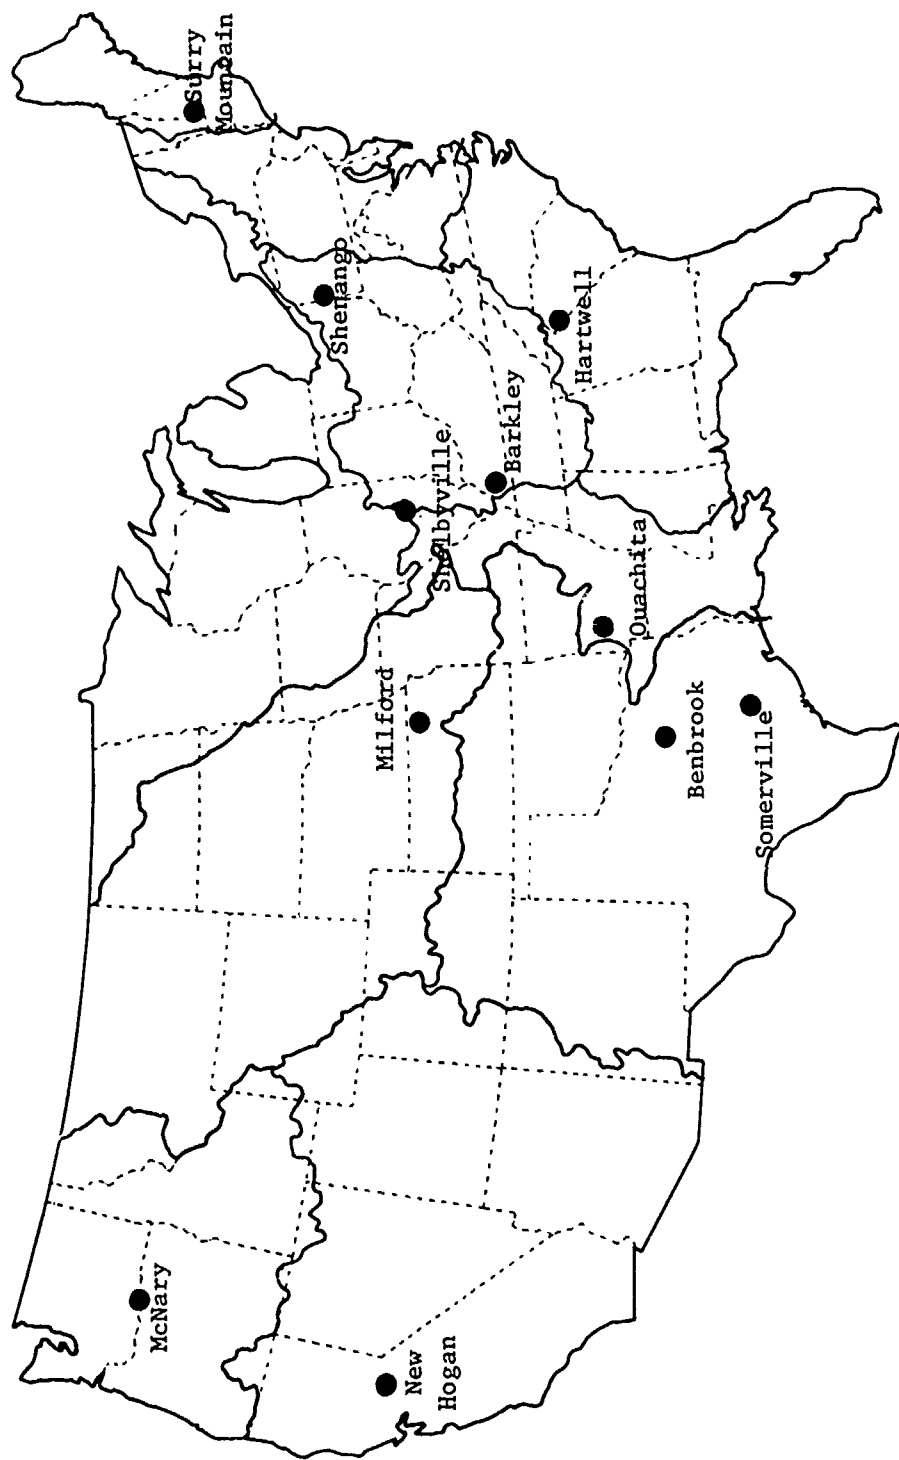 Surry
Mountain
Shenango
Hartwell
Barkley
Shelbyville
Ouachita
Milford
Benbrook
Somerville
McNary
New
Hogan